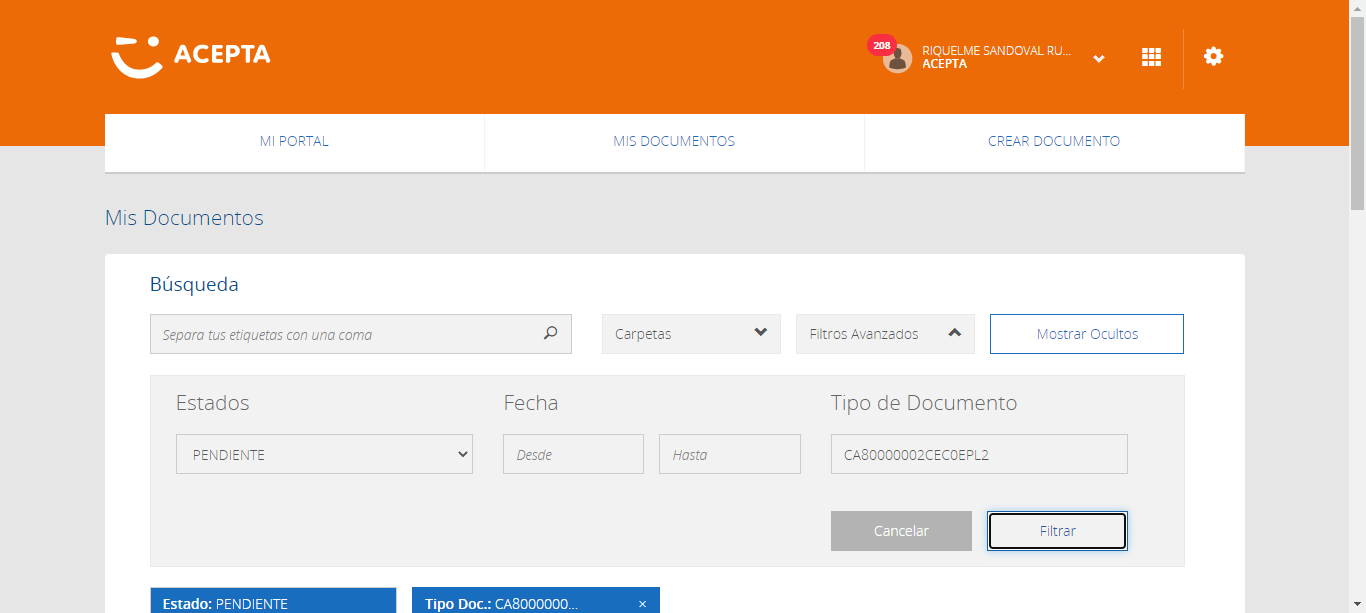 ACEPTA
208
RIQUELME SANDOVAL RU...
ACEPTA
MI PORTAL
MIS DOCUMENTOS
CREAR DOCUMENTO
Mis Documentos
Búsqueda
Separa tus etiquetas con una coma
Carpetas
Filtros Avanzados
Mostrar Ocultos
Estados
Fecha
Tipo de Documento
PENDIENTE
Desde
Hasta
CA80000002CEC0EPL2
Cancelar
Filtrar
Estado: PENDIENTE
Tipo Doc.: CA8000000... ×